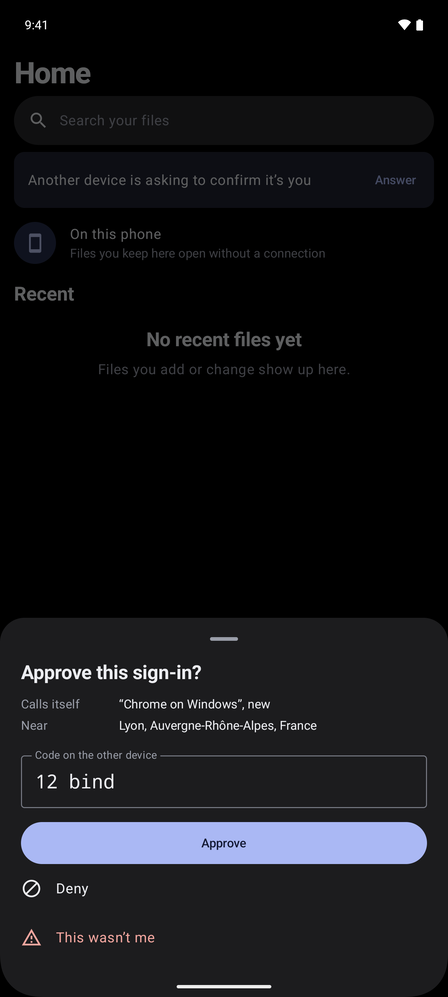 9:41
Home
Search your files
Another device is asking to confirm it’s you
Answer
On this phone
Files you keep here open without a connection
Recent
No recent files yet
Files you add or change show up here.
Approve this sign-in?
Calls itself “Chrome on Windows”, new
Near Lyon, Auvergne-Rhône-Alpes, France
Code on the other device
12 bind
Approve
Deny
This wasn’t me